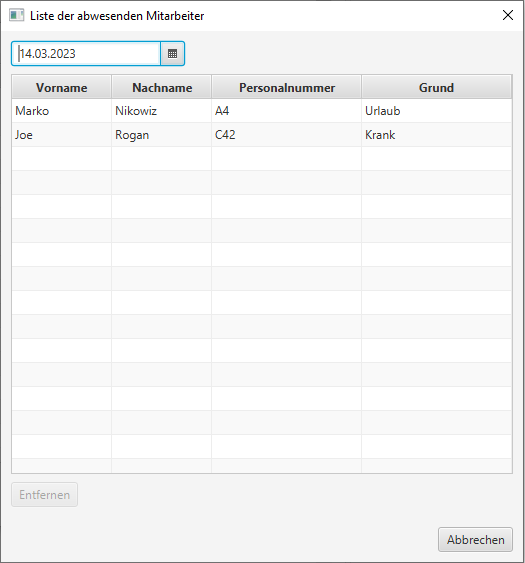 Liste der abwesenden Mitarbeiter
14.03.2023
Vorname Nachname Personalnummer Grund
Marko Nikowiz A4 Urlaub
Joe Rogan C42 Krank
Entfernen
Abbrechen